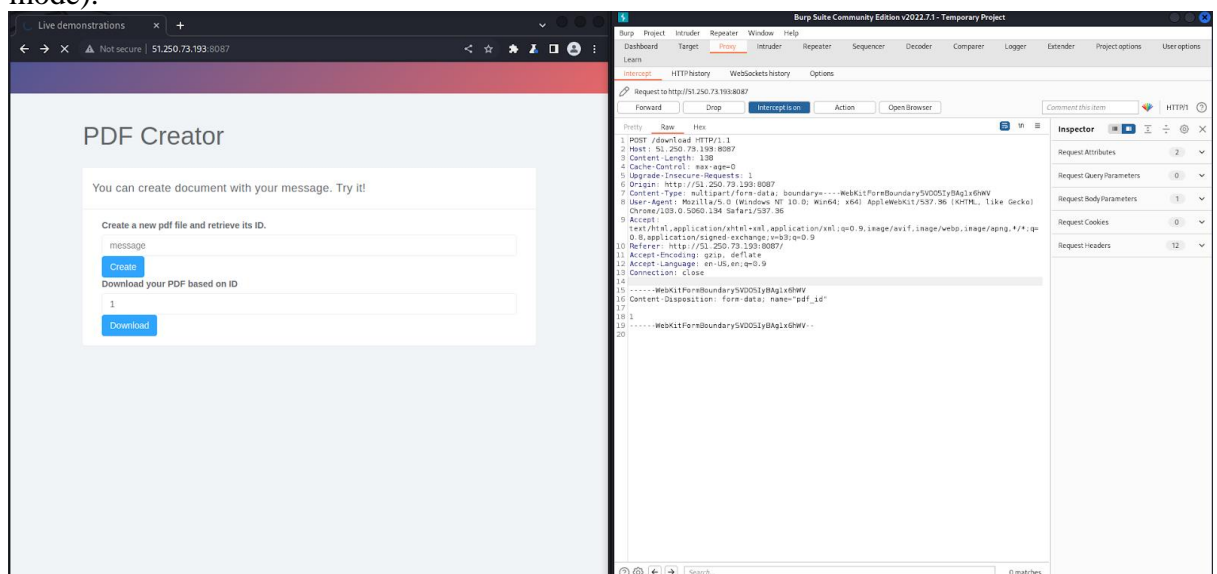 mode).
Live demonstrations
Not secure | 51.250.73.193:8087
PDF Creator
You can create document with your message. Try it!
Create a new pdf file and retrieve its ID.
message
Create
Download your PDF based on ID
1
Download
Burp Suite Community Edition v2022.7.1 - Temporary Project
Burp Project Intruder Repeater Window Help
Dashboard Target Proxy Intruder Repeater Sequencer Decoder Comparer Logger Extender Project options User options
Learn
Intercept HTTP history WebSockets history Options
Request to http://51.250.73.193:8087
Forward Drop Intercept is on Action Open Browser Comment this item HTTP/1
Pretty Raw Hex \n
1 POST /download HTTP/1.1
2 Host: 51.250.73.193:8087
3 Content-Length: 138
4 Cache-Control: max-age=0
5 Upgrade-Insecure-Requests: 1
6 Origin: http://51.250.73.193:8087
7 Content-Type: multipart/form-data; boundary=----WebKitFormBoundarySVDOSIyBAglx6hWV
8 User-Agent: Mozilla/5.0 (Windows NT 10.0; Win64; x64) AppleWebKit/537.36 (KHTML, like Gecko)
Chrome/103.0.5060.134 Safari/537.36
9 Accept:
text/html,application/xhtml+xml,application/xml;q=0.9,image/avif,image/webp,image/apng,*/*;q=
0.8,application/signed-exchange;v=b3;q=0.9
10 Referer: http://51.250.73.193:8087/
11 Accept-Encoding: gzip, deflate
12 Accept-Language: en-US,en;q=0.9
13 Connection: close
14
15 ------WebKitFormBoundarySVDOSIyBAglx6hWV
16 Content-Disposition: form-data; name="pdf_id"
17
18 1
19 ------WebKitFormBoundarySVDOSIyBAglx6hWV--
20
Inspector
Request Attributes 2
Request Query Parameters 0
Request Body Parameters 1
Request Cookies 0
Request Headers 12
Search... 0 matches